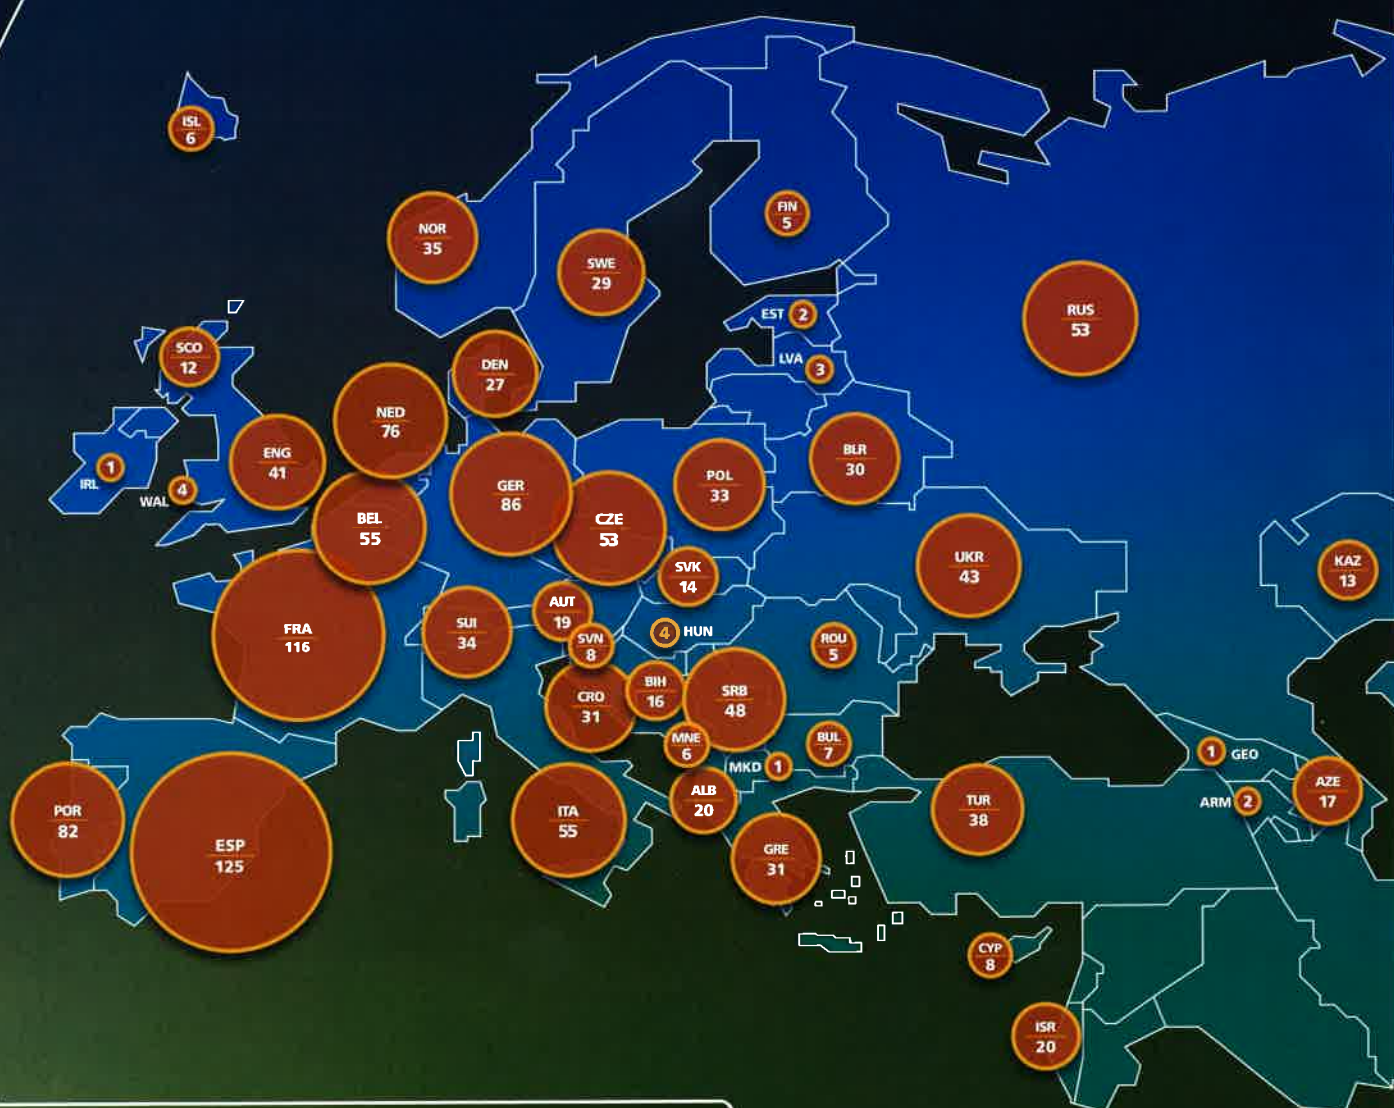 ISL
6
NOR
35
FIN
5
SWE
29
RUS
53
EST 2
SCO
12
LVA 3
DEN
27
NED
76
ENG
41
BLR
30
IRL 1
WAL 4
GER
86
POL
33
BEL
55
CZE
53
UKR
43
SVK
14
KAZ
13
AUT
19
FRA
116
SUI
34
SVN
8
4 HUN
ROU
5
BIH
16
CRO
31
SRB
48
MNE
6
BUL
7
MKD 1
1 GEO
AZE
17
ALB
20
ARM 2
POR
82
ITA
55
TUR
38
ESP
125
GRE
31
CYP
8
ISR
20